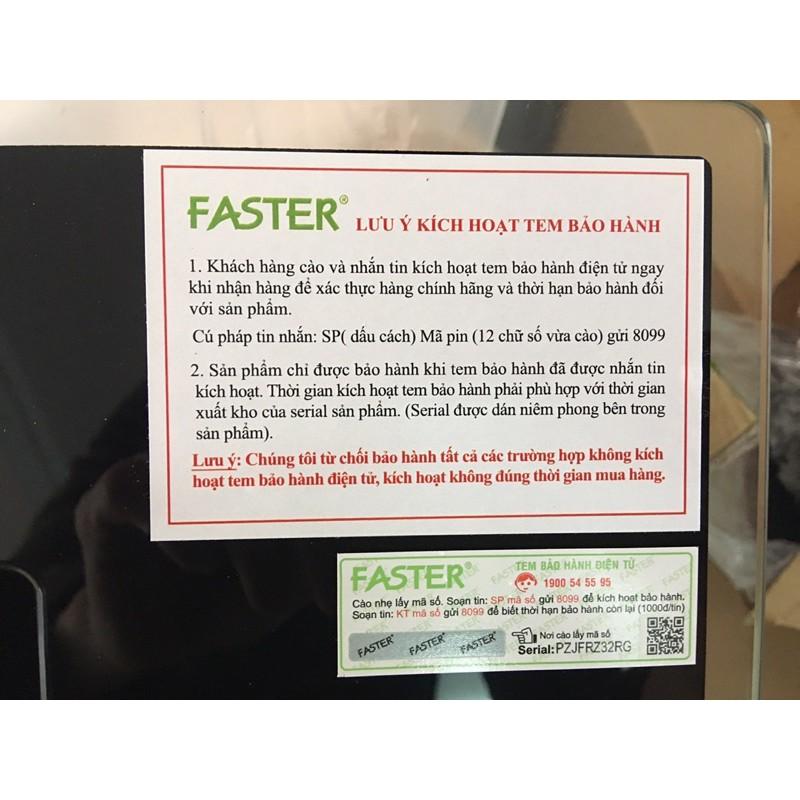 FASTER® LƯU Ý KÍCH HOẠT TEM BẢO HÀNH
1. Khách hàng cào và nhắn tin kích hoạt tem bảo hành điện tử ngay
khi nhận hàng để xác thực hàng chính hãng và thời hạn bảo hành đối
với sản phẩm.
Cú pháp tin nhắn: SP( dấu cách) Mã pin (12 chữ số vừa cào) gửi 8099
2. Sản phẩm chỉ được bảo hành khi tem bảo hành đã được nhắn tin
kích hoạt. Thời gian kích hoạt tem bảo hành phải phù hợp với thời gian
xuất kho của serial sản phẩm. (Serial được dán niêm phong bên trong
sản phẩm).
Lưu ý: Chúng tôi từ chối bảo hành tất cả các trường hợp không kích
hoạt tem bảo hành điện tử, kích hoạt không đúng thời gian mua hàng.
FASTER® TEM BẢO HÀNH ĐIỆN TỬ
1900 54 55 95
Cào nhẹ lấy mã số. Soạn tin: SP mã số gửi 8099 để kích hoạt bảo hành.
Soạn tin: KT mã số gửi 8099 để biết thời hạn bảo hành còn lại (1000đ/tin)
FASTER® FASTER® FASTER® Nơi cào lấy mã số
Serial:PZJFRZ32RG